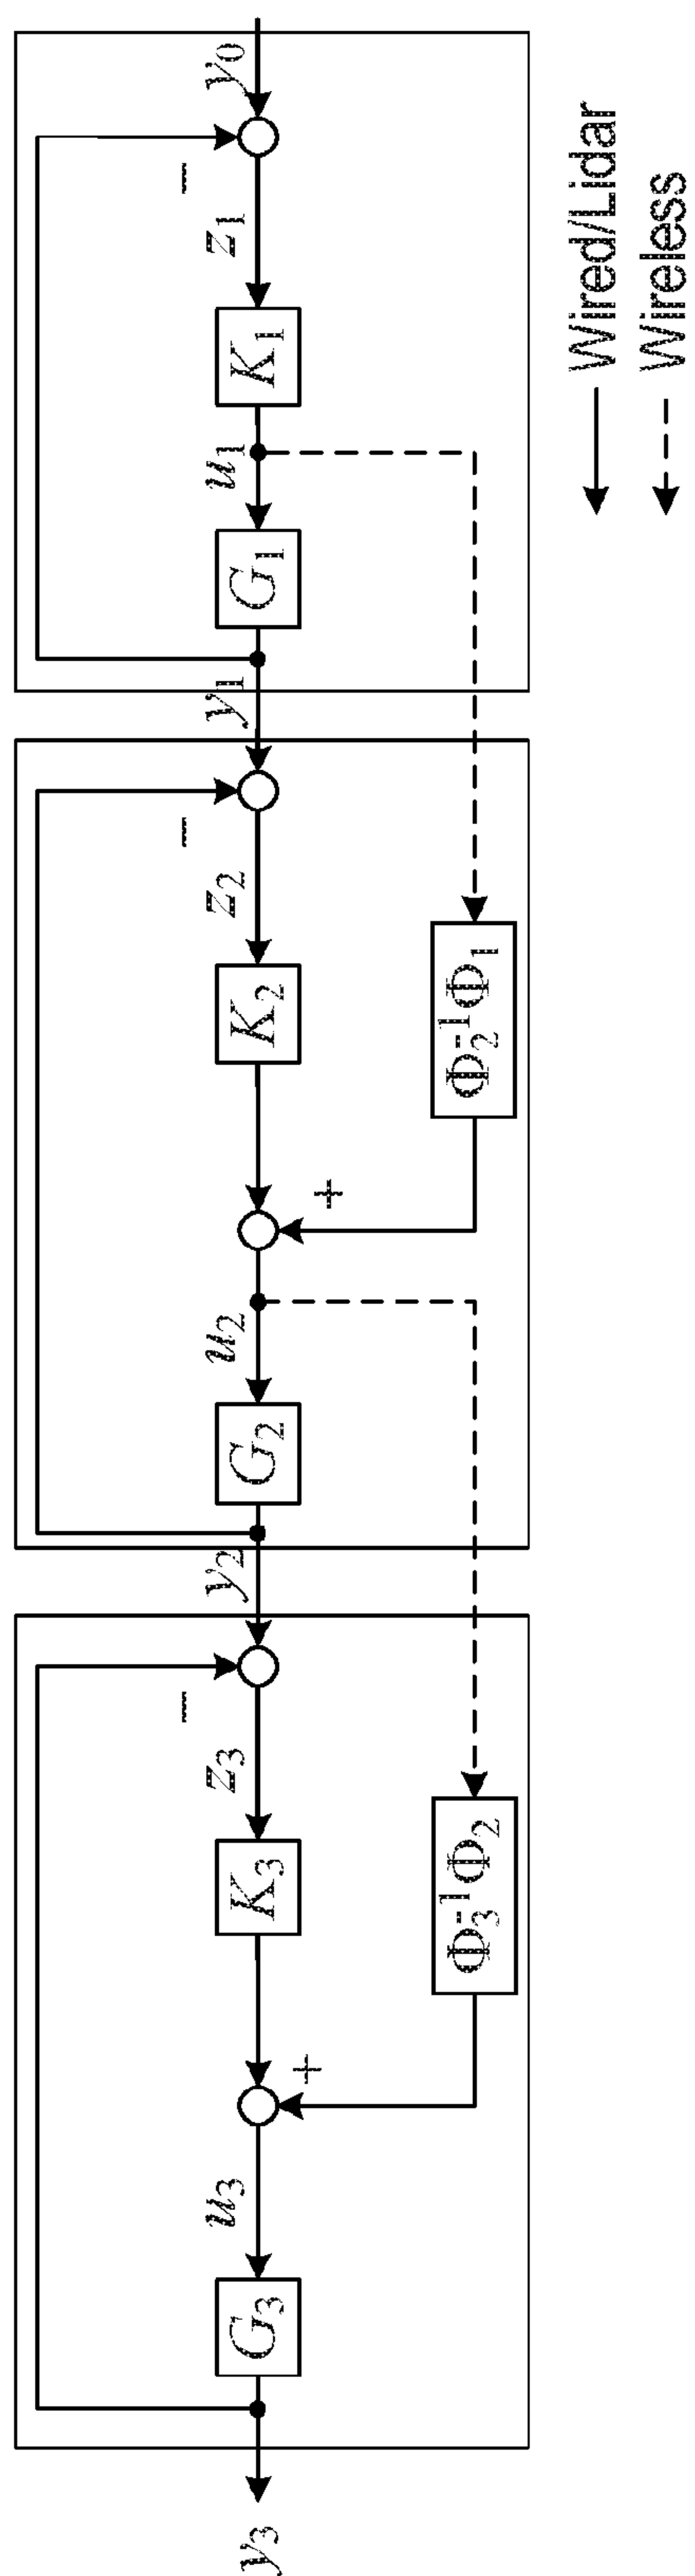 y0
−
z1
K1
u1
G1
y1
−
z2
K2
Φ2-1Φ1
+
u2
G2
y2
−
z3
K3
Φ3-1Φ2
+
u3
G3
y3
Wired/Lidar
Wireless